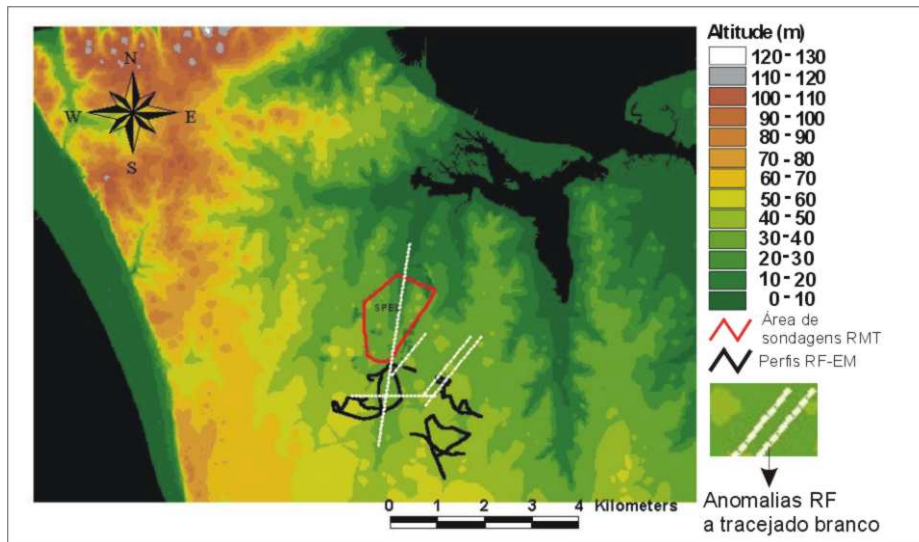 N
W
E
S
SPEL
0 1 2 3 4 Kilometers
Altitude (m)
120 - 130
110 - 120
100 - 110
90 - 100
80 - 90
70 - 80
60 - 70
50 - 60
40 - 50
30 - 40
20 - 30
10 - 20
0 - 10
Área de
sondagens RMT
Perfis RF-EM
Anomalias RF
a tracejado branco